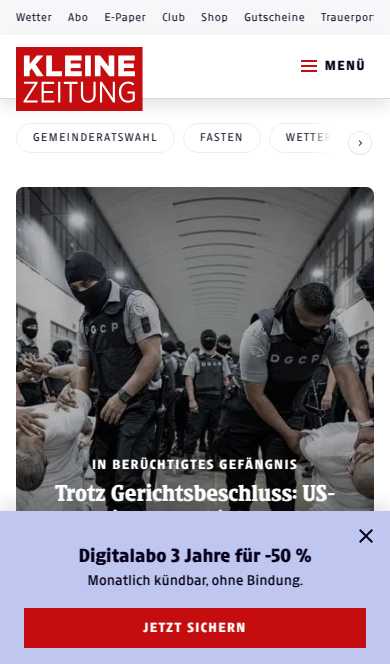 Wetter Abo E-Paper Club Shop Gutscheine Trauerpor
KLEINE
ZEITUNG
MENÜ
GEMEINDERATSWAHL FASTEN WETTER
DGCP
DGCP
IN BERÜCHTIGTES GEFÄNGNIS
Trotz Gerichtsbeschluss: US-
Digitalabo 3 Jahre für -50 %
Monatlich kündbar, ohne Bindung.
JETZT SICHERN